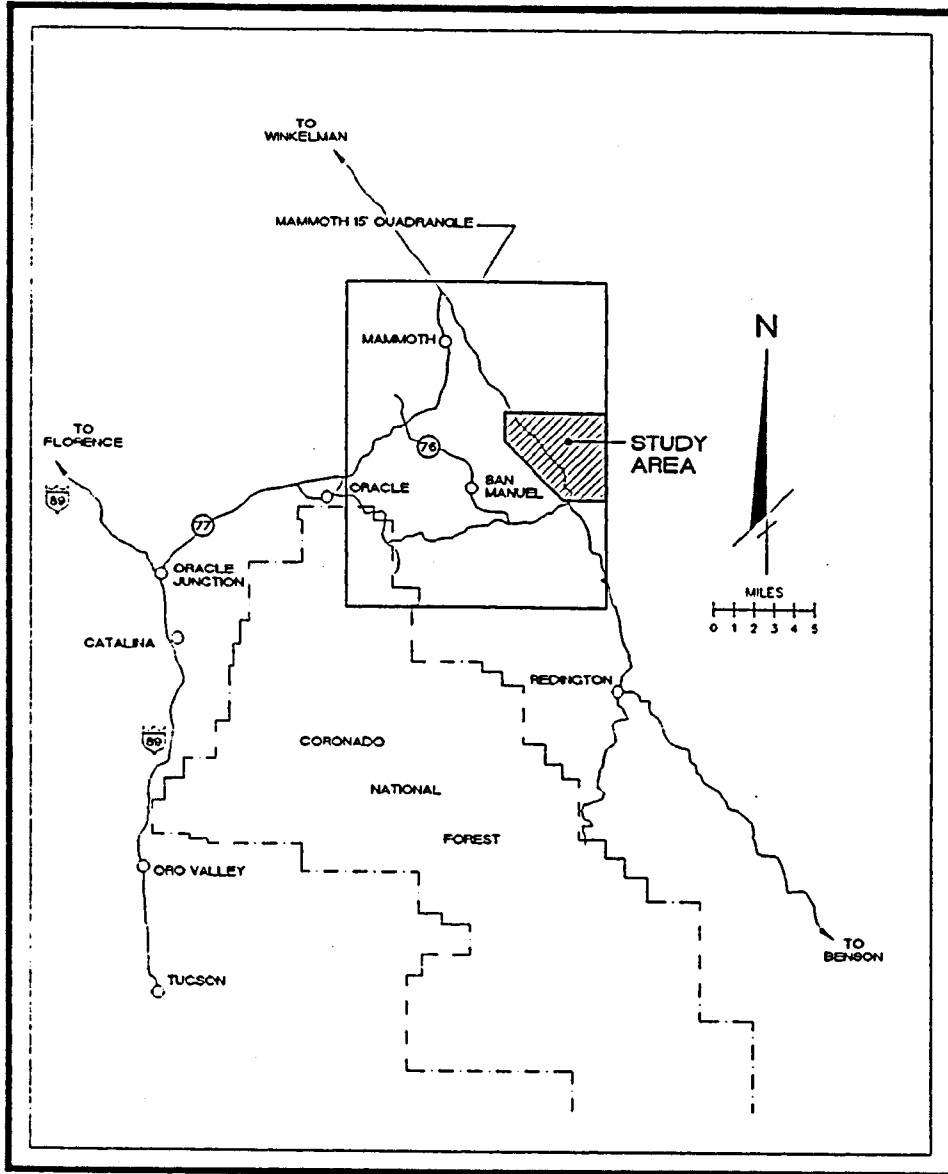 TO
WINKELMAN
MAMMOTH 15' QUADRANGLE
N
MAMMOTH
TO
FLORENCE
STUDY
AREA
76
89
SAN
MANUEL
ORACLE
77
ORACLE
JUNCTION
MILES
0 1 2 3 4 5
CATALINA
REDINGTON
89
CORONADO
NATIONAL
FOREST
ORO VALLEY
TO
BENSON
TUCSON